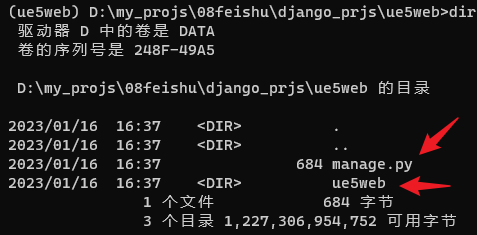 (ue5web) D:\my_projs\08feishu\django_prjs\ue5web>dir
驱动器 D 中的卷是 DATA
卷的序列号是 248F-49A5
D:\my_projs\08feishu\django_prjs\ue5web 的目录
2023/01/16  16:37    <DIR>          .
2023/01/16  16:37    <DIR>          ..
2023/01/16  16:37               684 manage.py
2023/01/16  16:37    <DIR>          ue5web
1 个文件            684 字节
3 个目录 1,227,306,954,752 可用字节